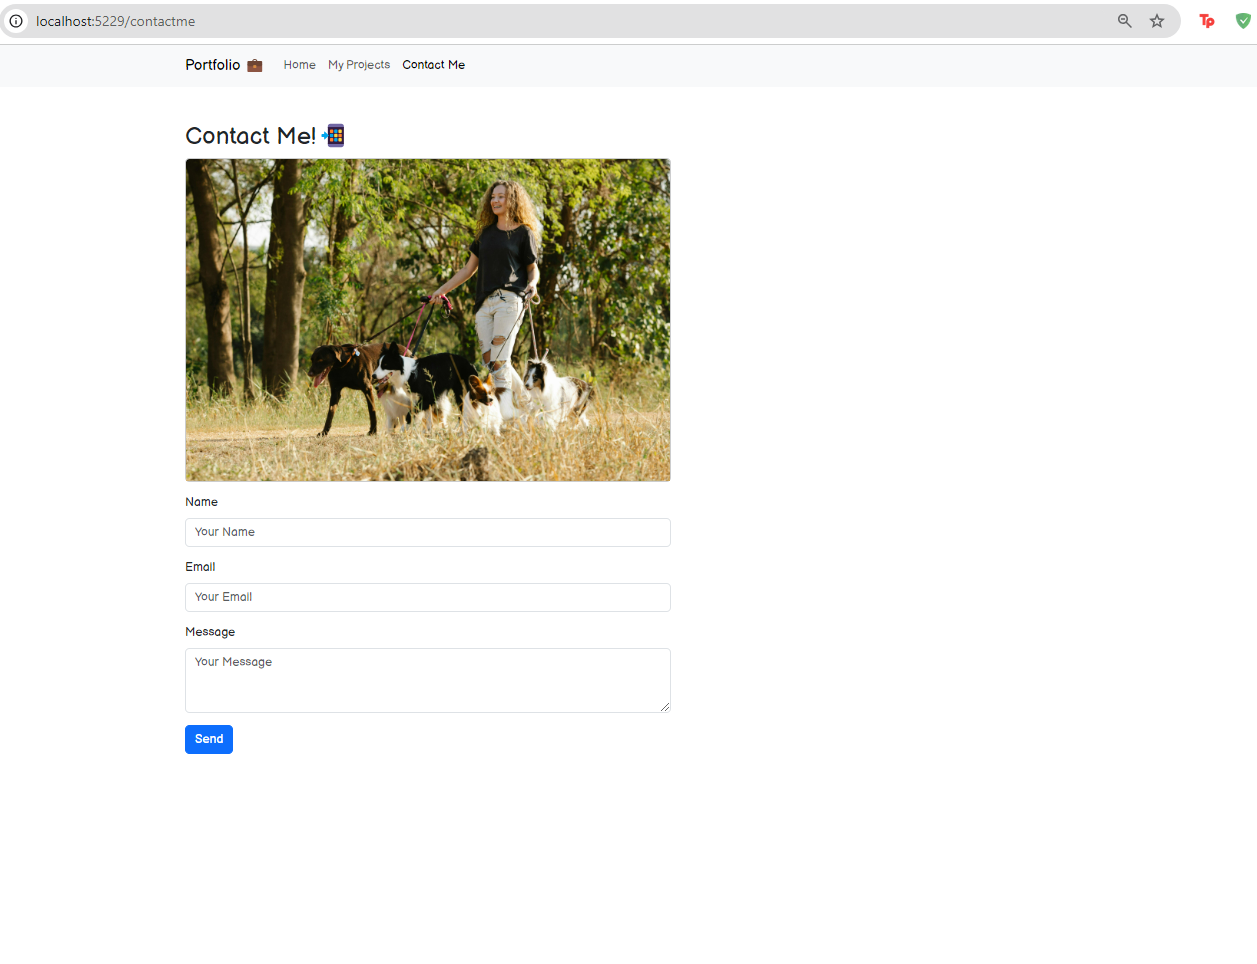 localhost:5229/contactme
Tp
Portfolio 💼 Home My Projects Contact Me
Contact Me! 📲
Name
Your Name
Email
Your Email
Message
Your Message
Send